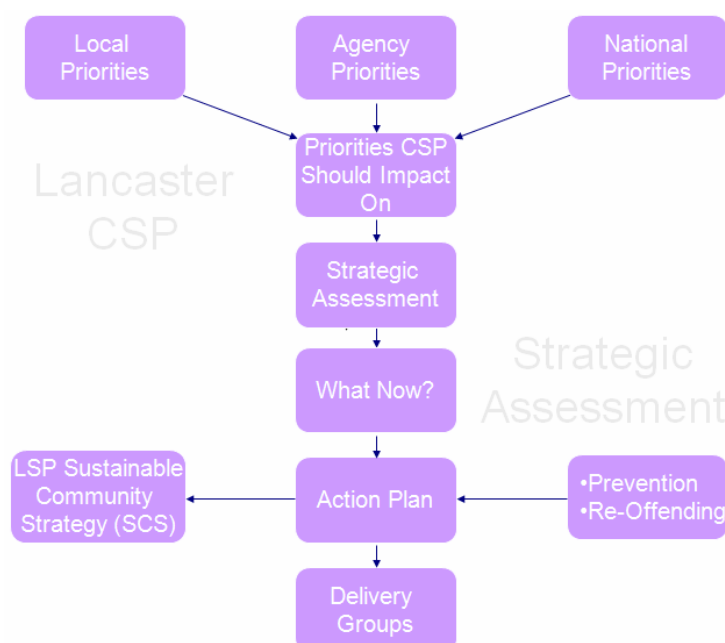 Local
Priorities
Agency
Priorities
National
Priorities
Priorities CSP
Should Impact
On
Lancaster
CSP
Strategic
Assessment
Strategic
Assessment
What Now?
LSP Sustainable
Community
Strategy (SCS)
Action Plan
•Prevention
•Re-Offending
Delivery
Groups